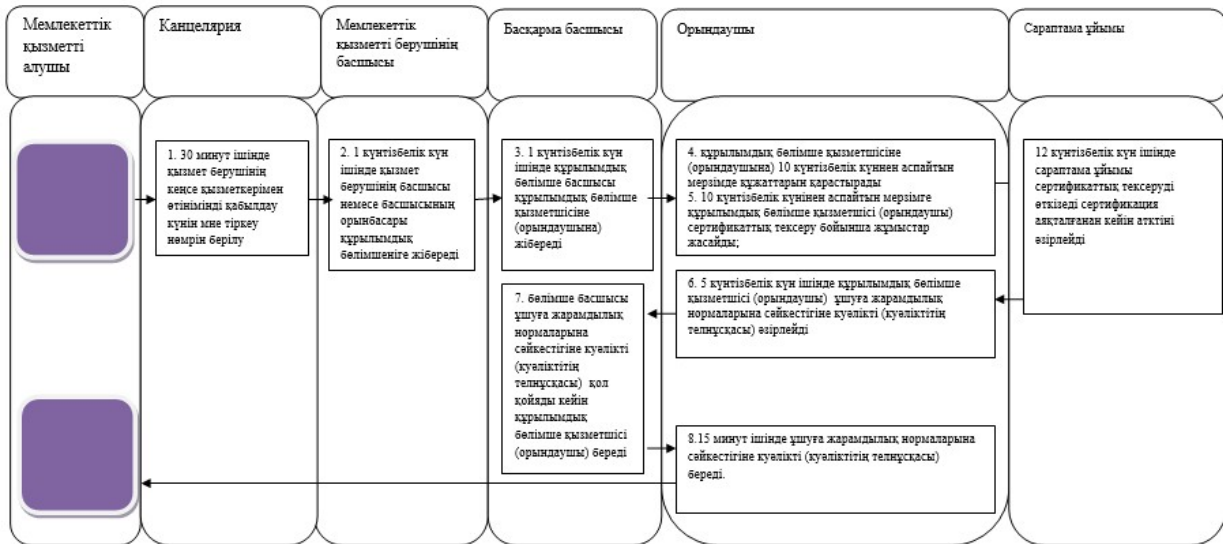 Мемлекеттік
қызметті
алушы
Канцелярия
Мемлекеттік
қызметті берушінің
басшысы
Басқарма басшысы
Орындаушы
Сараптама ұйымы
1. 30 минут ішінде
қызмет берушінің
кеңсе қызметкерімен
өтінімінді қабылдау
күнін мне тіркеу
нөмрін берілу
2. 1 күнтізбелік күн
ішінде қызмет
берушінің басшысы
немесе басшысының
орынбасары
құрылымдық
бөлімшеніге жібереді
3. 1 күнтізбелік күн
ішінде құрылымдық
бөлімше басшысы
құрылымдық бөлімше
қызметшісіне
(орындаушына)
жібереді
4. құрылымдық бөлімше қызметшісіне
(орындаушына) 10 күнтізбелік күннен аспайтын
мерзімде құжаттарын қарастырады
5. 10 күнтізбелік күнінен аспайтын мерзімге
құрылымдық бөлімше қызметшісі (орындаушы)
сертификаттық тексеру бойынша жұмыстар
жасайды;
12 күнтізбелік күн ішінде
сараптама ұйымы
сертификаттық тексеруді
өткізеді сертификация
аяқталғанан кейін атктіні
әзірлейді
6. 5 күнтізбелік күн ішінде құрылымдық бөлімше
қызметшісі (орындаушы) ұшуға жарамдылық
нормаларына сәйкестігіне куәлікті (куәліктітің
телнұсқасы) әзірлейді
7. бөлімше басшысы
ұшуға жарамдылық
нормаларына
сәйкестігіне куәлікті
(куәліктітің
телнұсқасы) қол
қояды кейін
құрылымдық
бөлімше қызметшісі
(орындаушы) береді
8.15 минут ішінде ұшуға жарамдылық нормаларына
сәйкестігіне куәлікті (куәліктітің телнұсқасы)
береді.